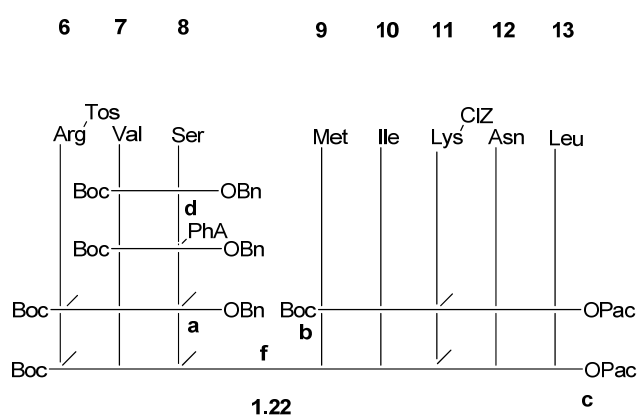 6 7 8 9 10 11 12 13
Tos ClZ
Arg Val Ser Met Ile Lys Asn Leu
Boc OBn
d
PhA
Boc OBn
Boc OBn Boc OPac
a b
f
Boc OPac
1.22 c